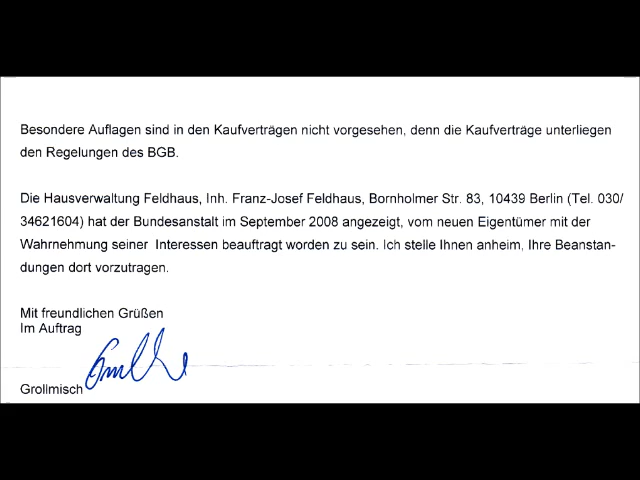 Besondere Auflagen sind in den Kaufverträgen nicht vorgesehen, denn die Kaufverträge unterliegen
den Regelungen des BGB.
Die Hausverwaltung Feldhaus, Inh. Franz-Josef Feldhaus, Bornholmer Str. 83, 10439 Berlin (Tel. 030/
34621604) hat der Bundesanstalt im September 2008 angezeigt, vom neuen Eigentümer mit der
Wahrnehmung seiner Interessen beauftragt worden zu sein. Ich stelle Ihnen anheim, Ihre Beanstan-
dungen dort vorzutragen.
Mit freundlichen Grüßen
Im Auftrag
Grollmisch